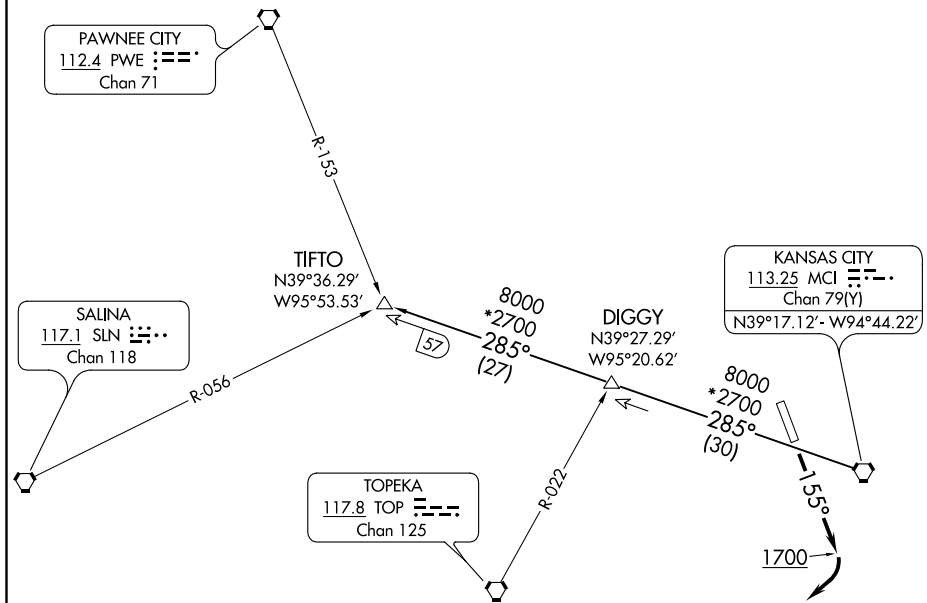 PAWNEE CITY
112.4 PWE
Chan 71
R-153
TIFTO
N39°36.29'
W95°53.53'
SALINA
117.1 SLN
Chan 118
R-056
57
8000
*2700
285°
(27)
DIGGY
N39°27.29'
W95°20.62'
KANSAS CITY
113.25 MCI
Chan 79(Y)
N39°17.12'- W94°44.22'
8000
*2700
285°
(30)
TOPEKA
117.8 TOP
Chan 125
R-022
155°
1700